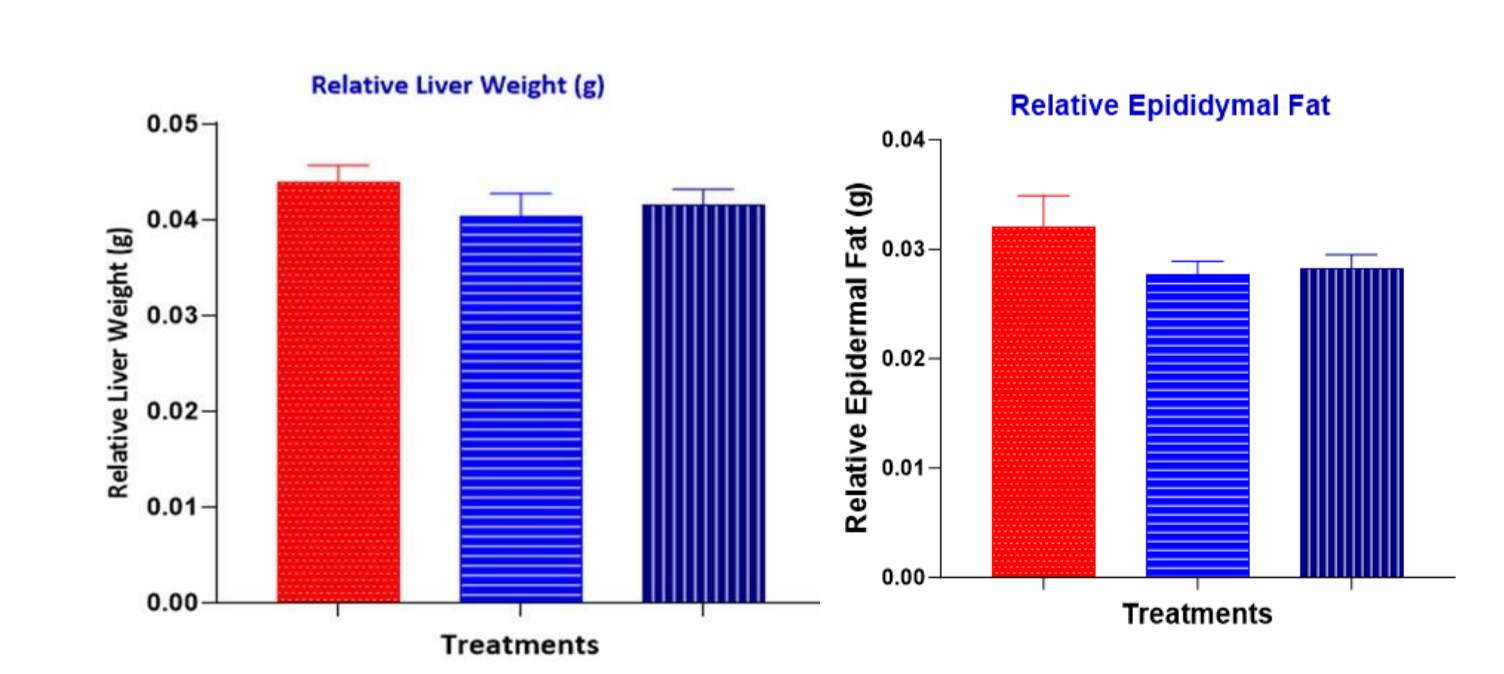 Relative Liver Weight (g)
Relative Liver Weight (g)
0.05
0.04
0.03
0.02
0.01
0.00
Treatments
Relative Epididymal Fat
Relative Epidermal Fat (g)
0.04
0.03
0.02
0.01
0.00
Treatments